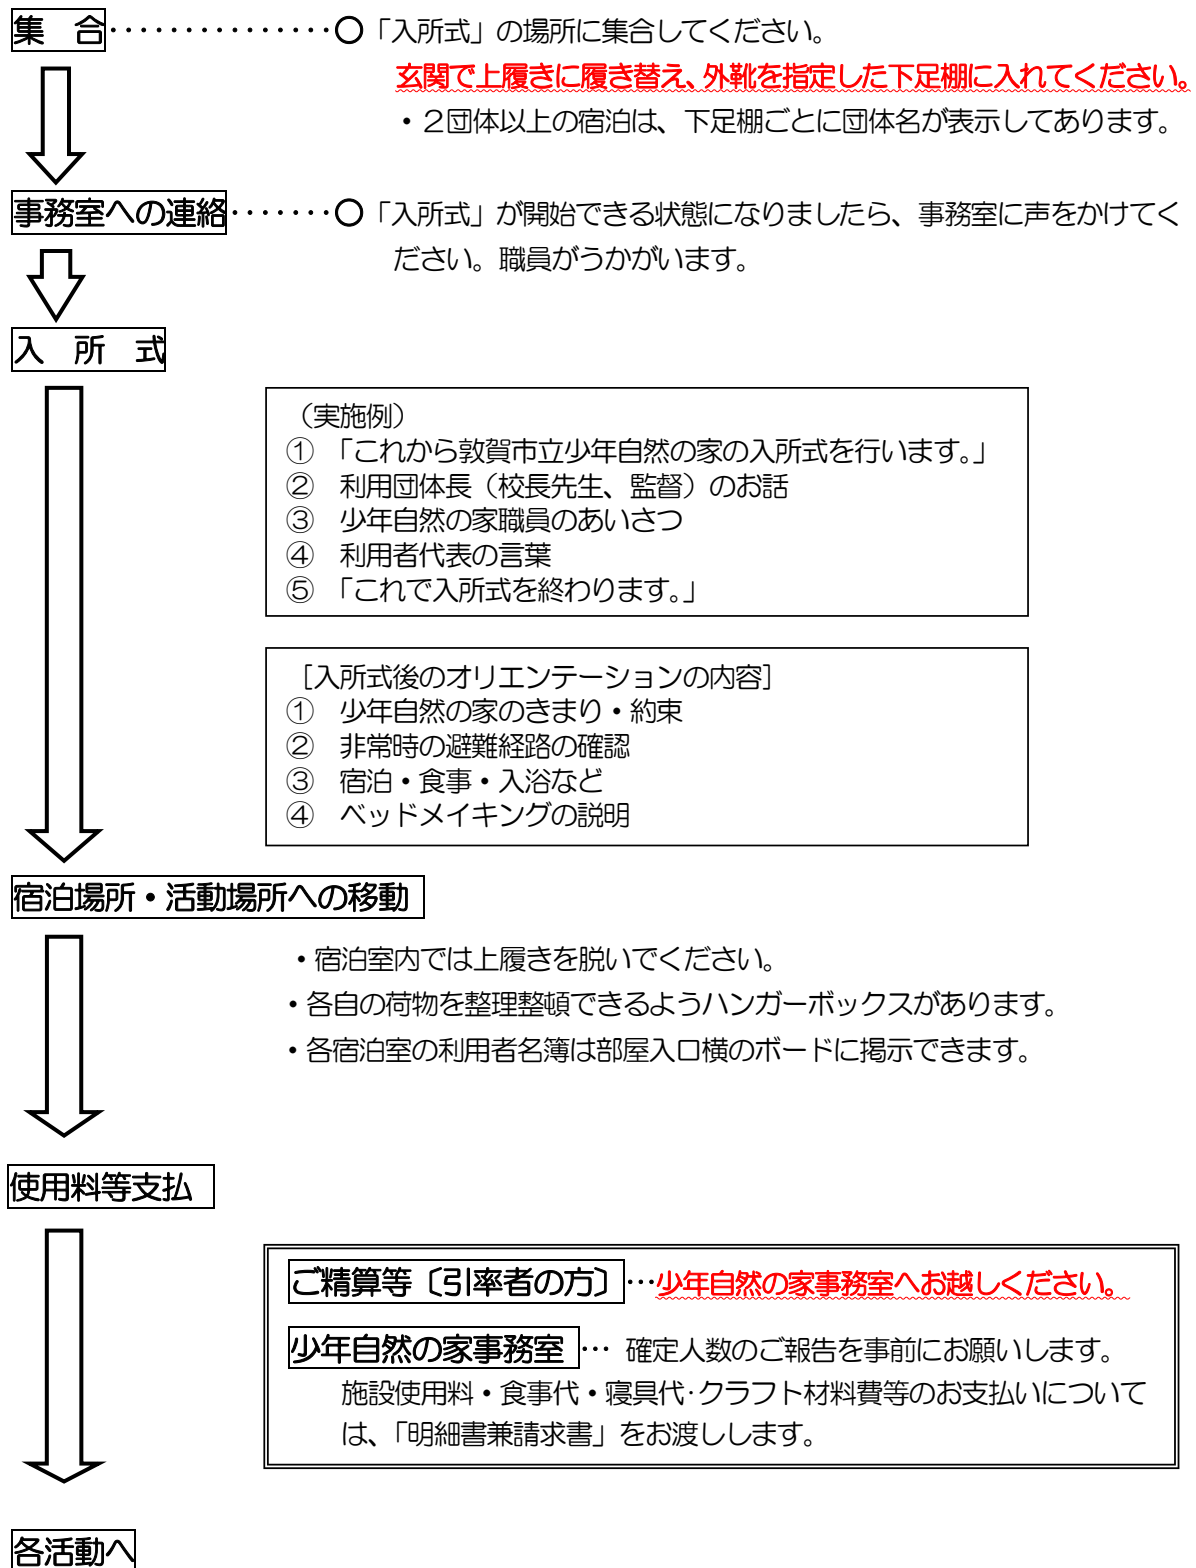 集　合・・・・・・・・・・・・・・・○「入所式」の場所に集合してください。
玄関で上履きに履き替え、外靴を指定した下足棚に入れてください。
・２団体以上の宿泊は、下足棚ごとに団体名が表示してあります。
事務室への連絡・・・・・・・○「入所式」が開始できる状態になりましたら、事務室に声をかけてく
ださい。職員がうかがいます。
入　所　式
（実施例）
①　「これから敦賀市立少年自然の家の入所式を行います。」
②　利用団体長（校長先生、監督）のお話
③　少年自然の家職員のあいさつ
④　利用者代表の言葉
⑤　「これで入所式を終わります。」
［入所式後のオリエンテーションの内容］
①　少年自然の家のきまり・約束
②　非常時の避難経路の確認
③　宿泊・食事・入浴など
④　ベッドメイキングの説明
宿泊場所・活動場所への移動
・宿泊室内では上履きを脱いでください。
・各自の荷物を整理整頓できるようハンガーボックスがあります。
・各宿泊室の利用者名簿は部屋入口横のボードに掲示できます。
使用料等支払
ご精算等〔引率者の方〕…少年自然の家事務室へお越しください。
少年自然の家事務室… 確定人数のご報告を事前にお願いします。
施設使用料・食事代・寝具代・クラフト材料費等のお支払いについて
は、「明細書兼請求書」をお渡しします。
各活動へ